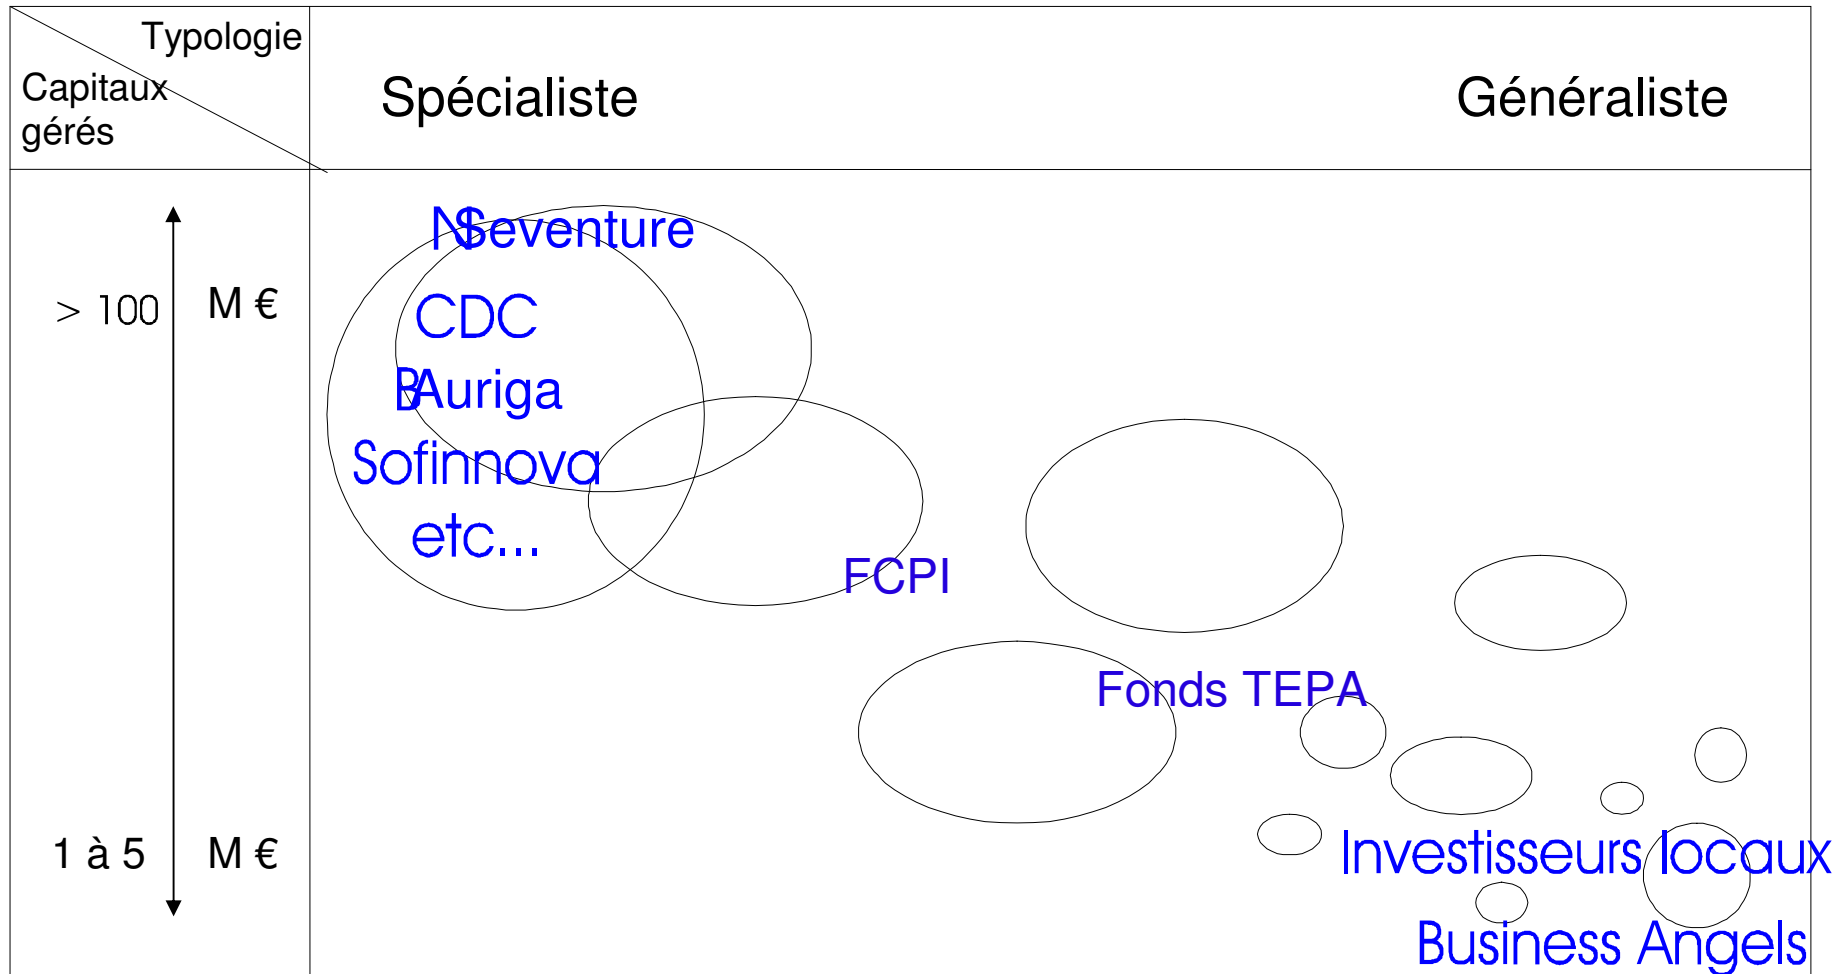 Typologie
Capitaux
gérés
Spécialiste
Généraliste
Seventure
> 100 M €
CDC
Auriga
Sofinnova
etc...
FCPI
Fonds TEPA
1 à 5 M €
Investisseurs locaux
Business Angels